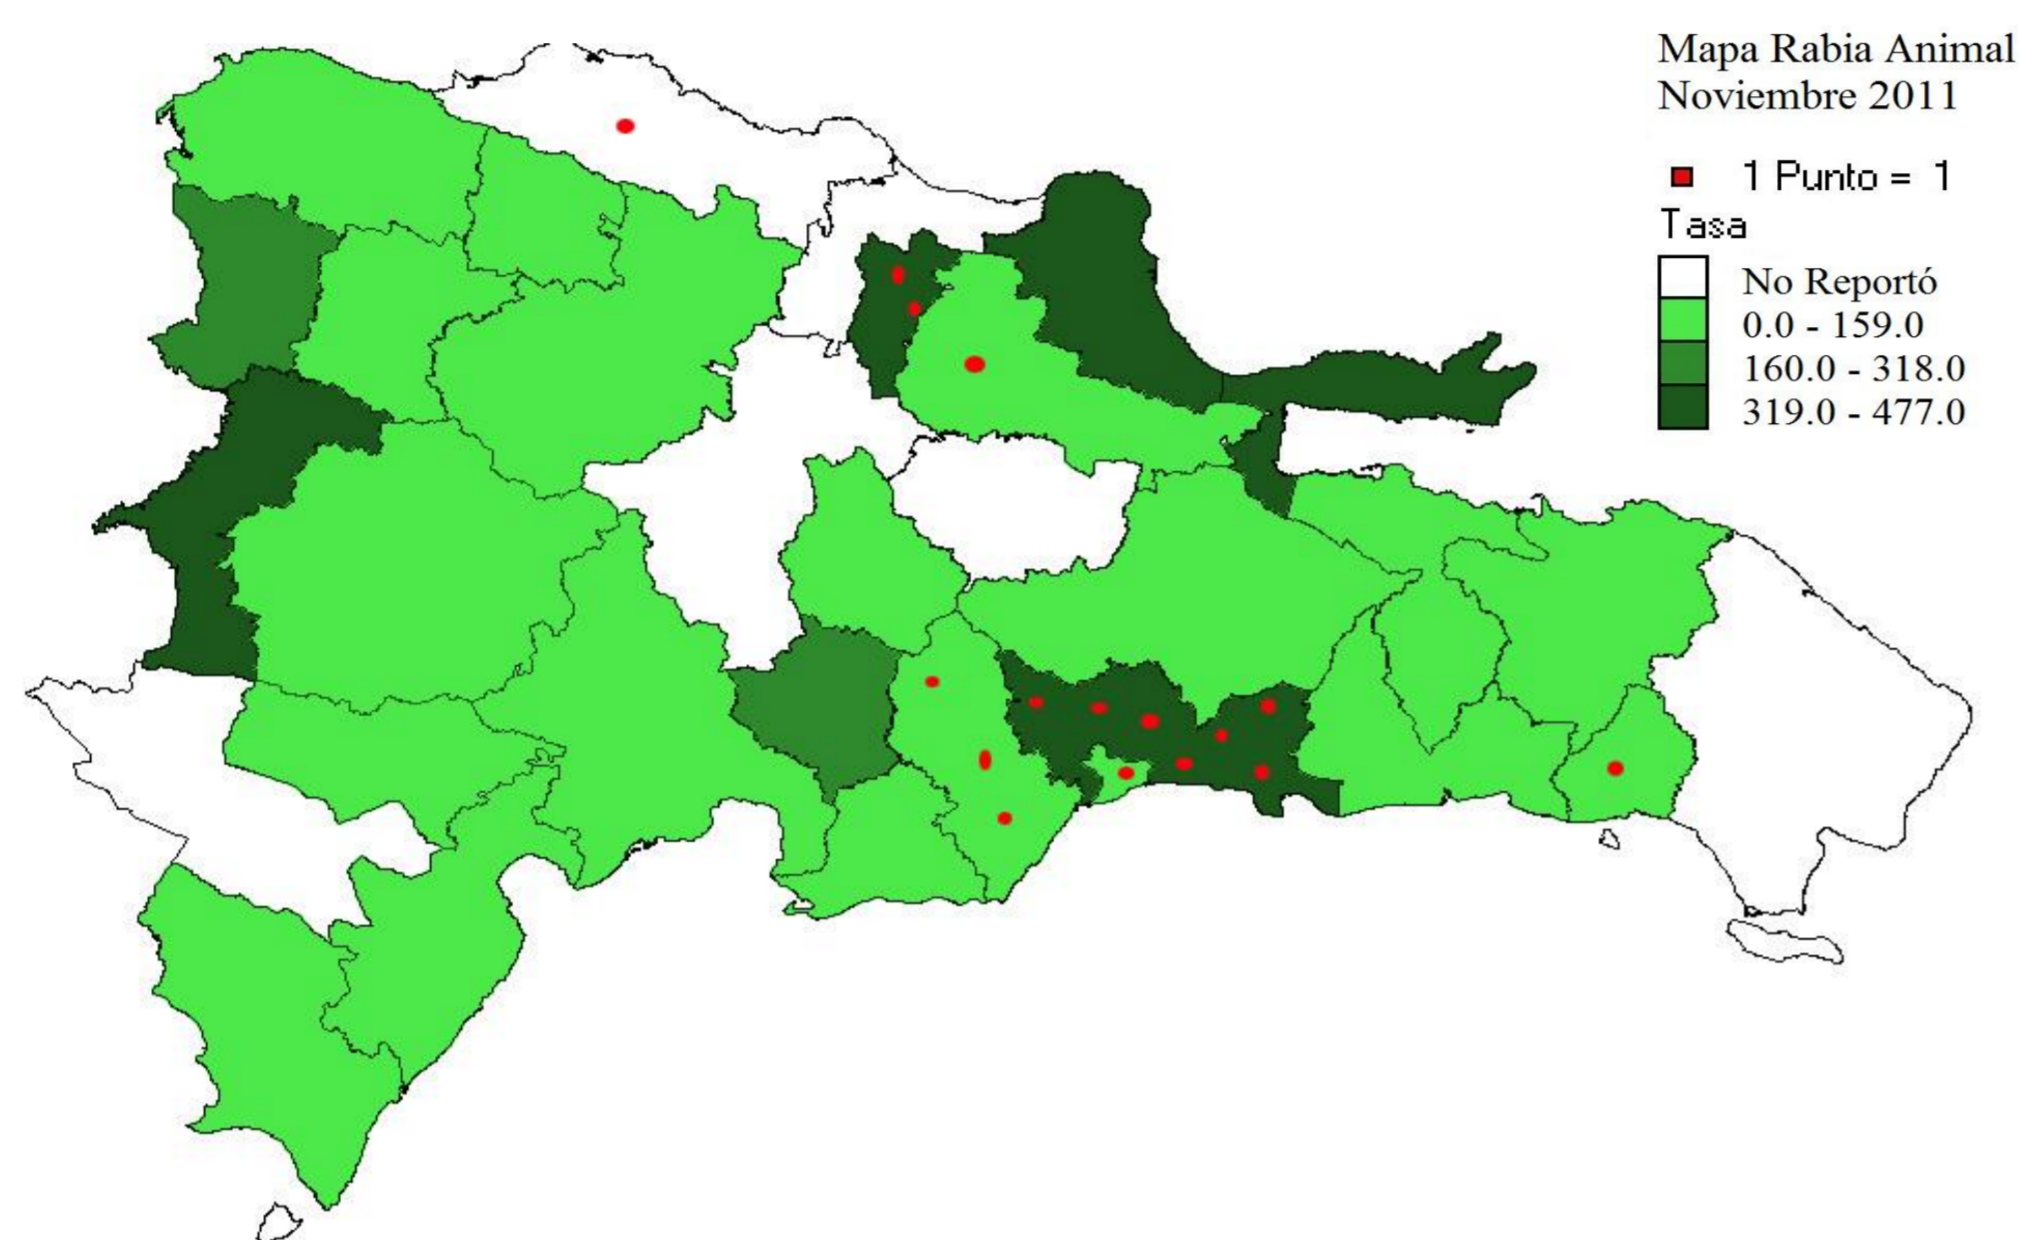 Mapa Rabia Animal
Noviembre 2011
1 Punto = 1
Tasa
No Reportó
0.0 - 159.0
160.0 - 318.0
319.0 - 477.0